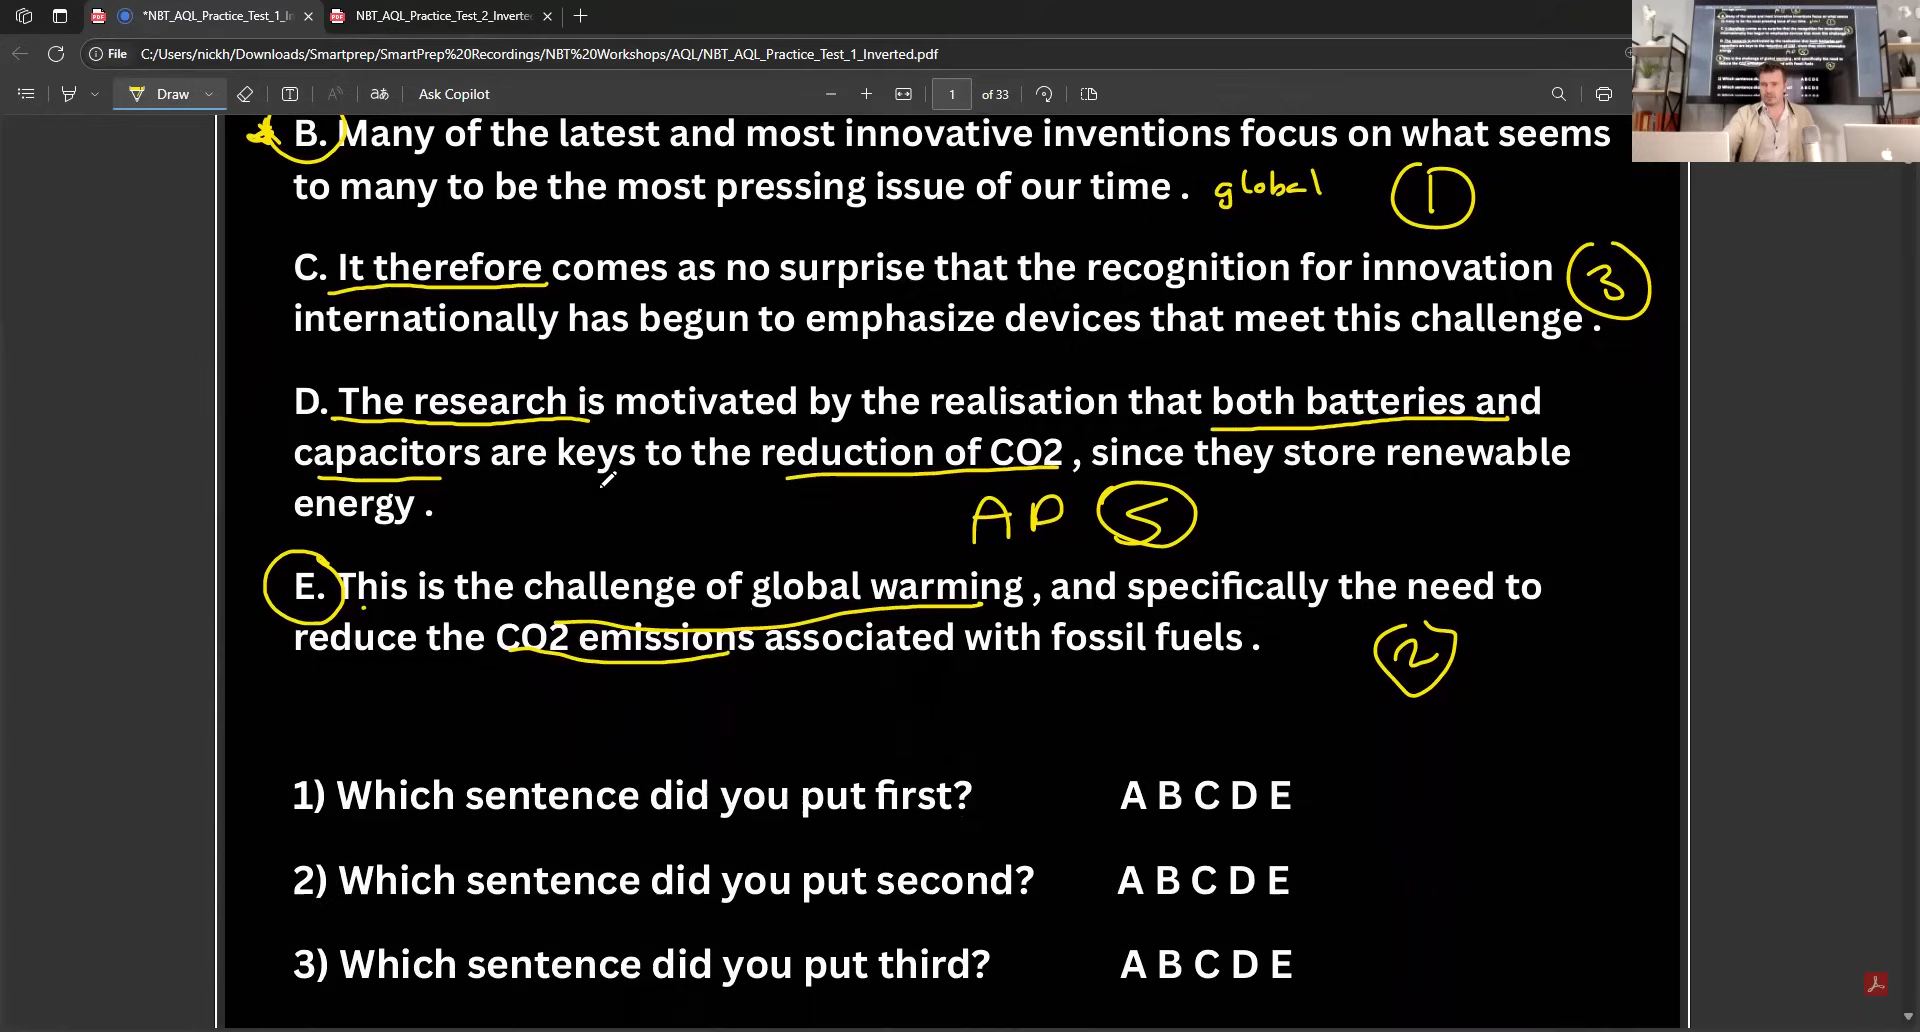 *NBT_AQL_Practice_Test_1_In
NBT_AQL_Practice_Test_2_Inverted
File C:/Users/nickh/Downloads/Smartprep/SmartPrep%20Recordings/NBT%20Workshops/AQL/NBT_AQL_Practice_Test_1_Inverted.pdf
Draw
Ask Copilot
1 of 33
B. Many of the latest and most innovative inventions focus on what seems
to many to be the most pressing issue of our time . global 1
C. It therefore comes as no surprise that the recognition for innovation 3
internationally has begun to emphasize devices that meet this challenge .
D. The research is motivated by the realisation that both batteries and
capacitors are keys to the reduction of CO2 , since they store renewable
energy .
A D 5
E. This is the challenge of global warming , and specifically the need to
reduce the CO2 emissions associated with fossil fuels .
2
1) Which sentence did you put first? A B C D E
2) Which sentence did you put second? A B C D E
3) Which sentence did you put third? A B C D E